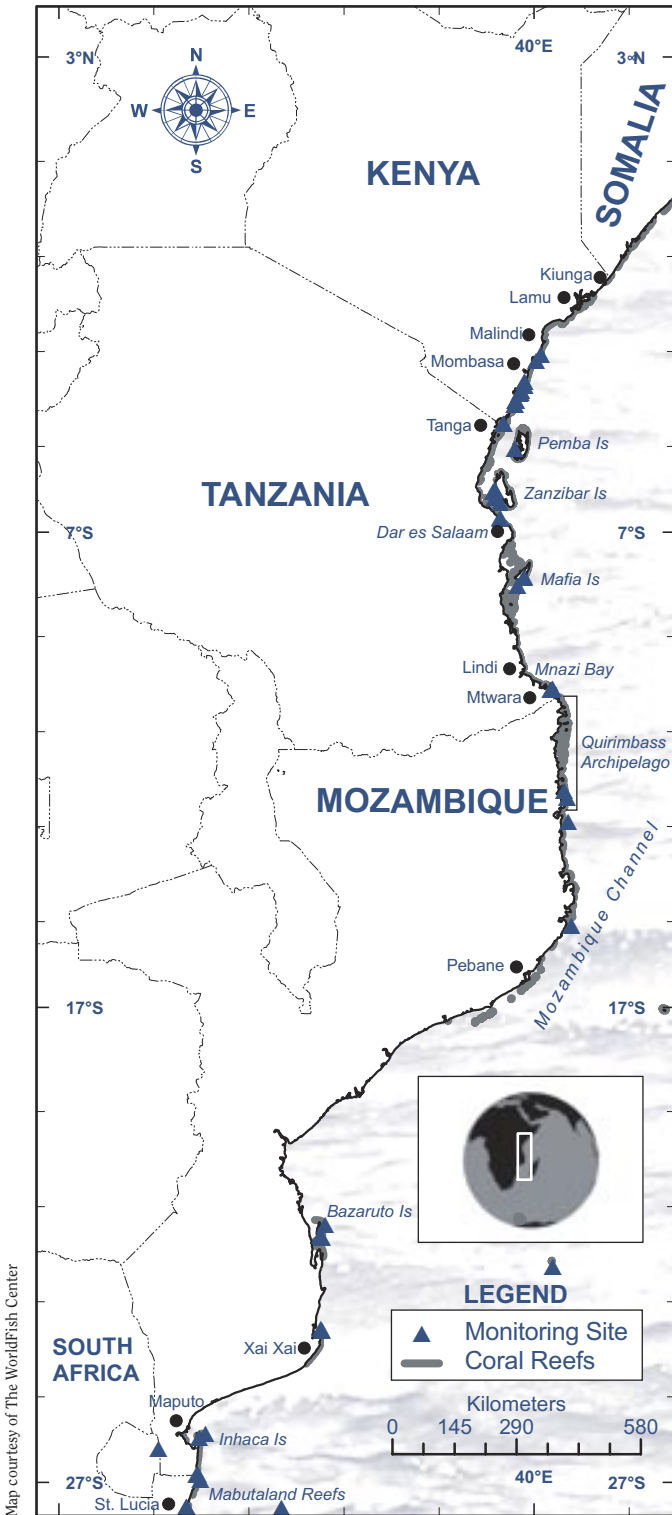 3°N
40°E
3∞N
N
W
E
S
KENYA
SOMALIA
Kiunga
Lamu
Malindi
Mombasa
Tanga
Pemba Is
TANZANIA
Zanzibar Is
7°S
Dar es Salaam
7°S
Mafia Is
Lindi
Mnazi Bay
Mtwara
Quirimbass
Archipelago
MOZAMBIQUE
Mozambique Channel
Pebane
17°S
17°S
Bazaruto Is
LEGEND
Monitoring Site
Coral Reefs
SOUTH
AFRICA
Xai Xai
Kilometers
0 145 290 580
Maputo
Inhaca Is
27°S
40°E
27°S
Mabutaland Reefs
St. Lucia
Map courtesy of The WorldFish Center